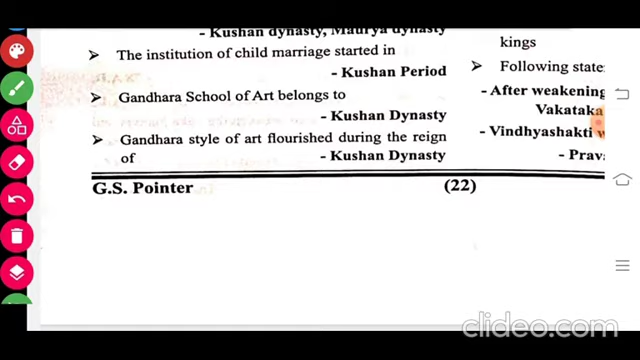 - Kushan dynasty, Maurya dynasty
➢ The institution of child marriage started in
- Kushan Period
➢ Gandhara School of Art belongs to
- Kushan Dynasty
➢ Gandhara style of art flourished during the reign
of - Kushan Dynasty
kings
➢ Following state
- After weakening
Vakataka
- Vindhyashakti w
- Prava
G.S. Pointer (22)
clideo.com